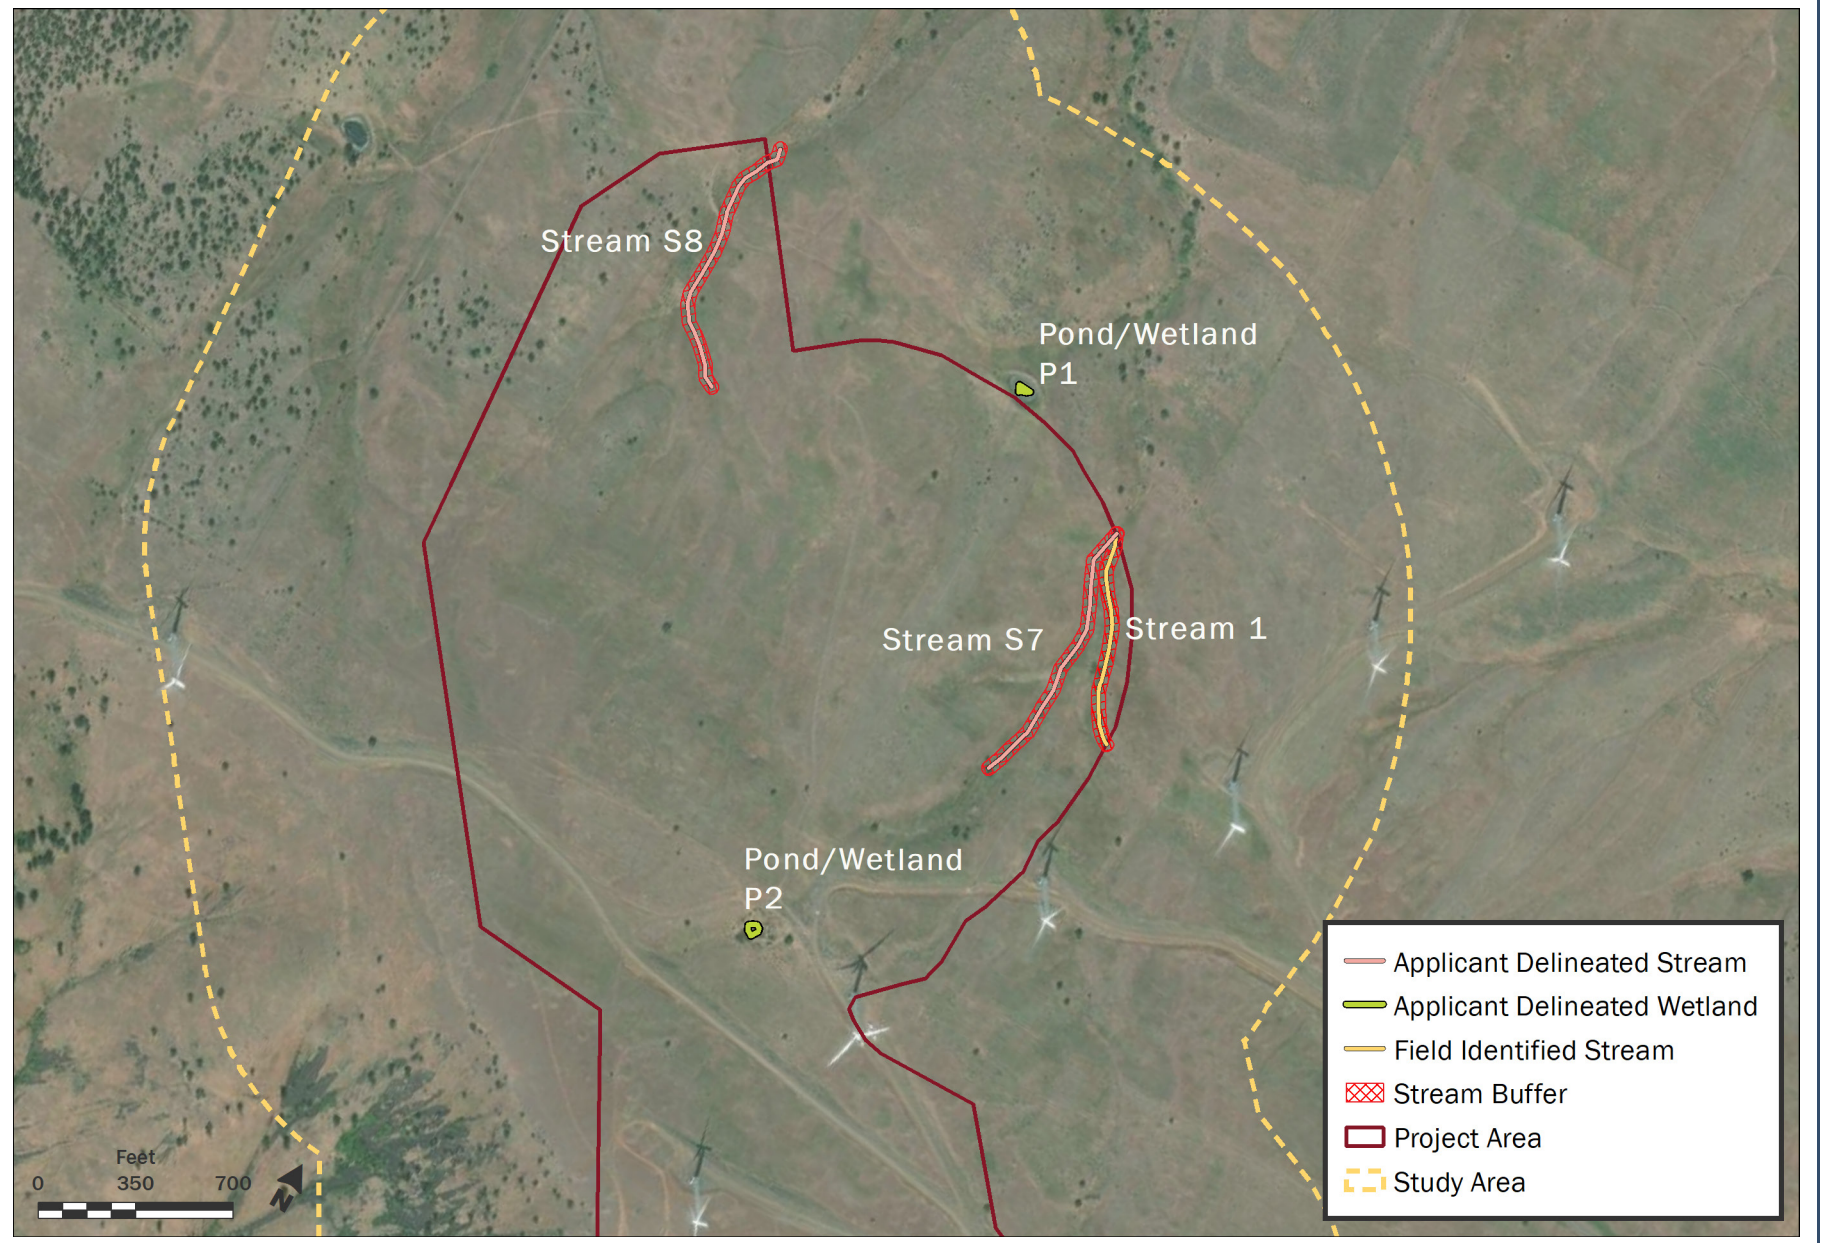 Stream S8
Pond/Wetland
P1
Stream S7
Stream 1
Pond/Wetland
P2
Applicant Delineated Stream
Applicant Delineated Wetland
Field Identified Stream
Stream Buffer
Project Area
Study Area
Feet
0 350 700
N